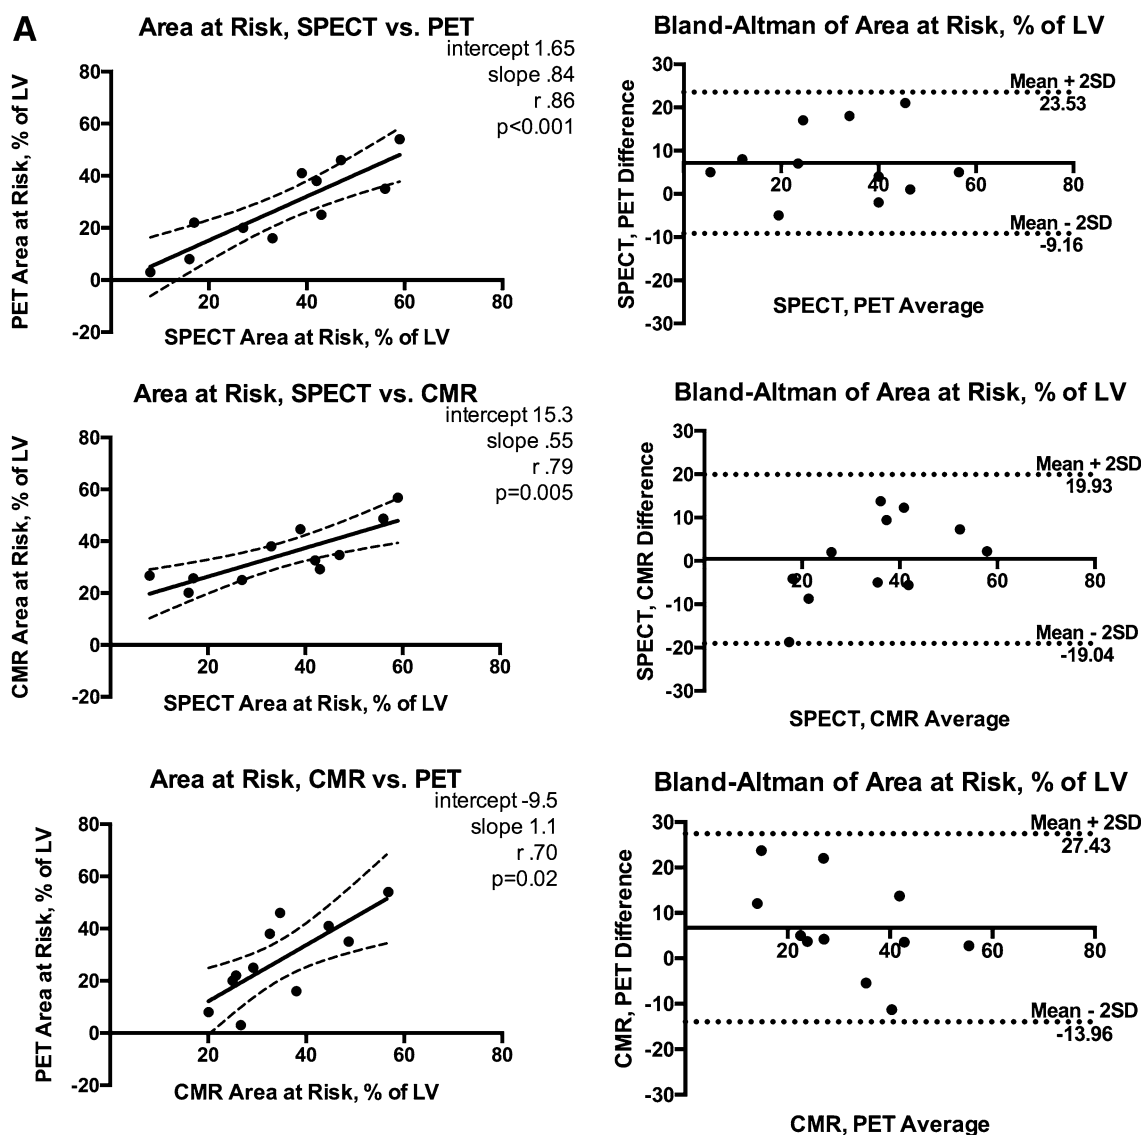 A
Area at Risk, SPECT vs. PET
intercept 1.65
slope .84
r .86
p<0.001
PET Area at Risk, % of LV
80
60
40
20
0
-20
20
40
60
80
SPECT Area at Risk, % of LV
Bland-Altman of Area at Risk, % of LV
SPECT, PET Difference
30
20
10
0
-10
-20
-30
Mean + 2SD
23.53
20
40
60
80
Mean - 2SD
-9.16
SPECT, PET Average
Area at Risk, SPECT vs. CMR
intercept 15.3
slope .55
r .79
p=0.005
CMR Area at Risk, % of LV
80
60
40
20
0
-20
20
40
60
80
SPECT Area at Risk, % of LV
Bland-Altman of Area at Risk, % of LV
SPECT, CMR Difference
30
20
10
0
-10
-20
-30
Mean + 2SD
19.93
20
40
60
80
Mean - 2SD
-19.04
SPECT, CMR Average
Area at Risk, CMR vs. PET
intercept -9.5
slope 1.1
r .70
p=0.02
PET Area at Risk, % of LV
80
60
40
20
0
-20
20
40
60
80
CMR Area at Risk, % of LV
Bland-Altman of Area at Risk, % of LV
CMR, PET Difference
30
20
10
0
-10
-20
-30
Mean + 2SD
27.43
20
40
60
80
Mean - 2SD
-13.96
CMR, PET Average